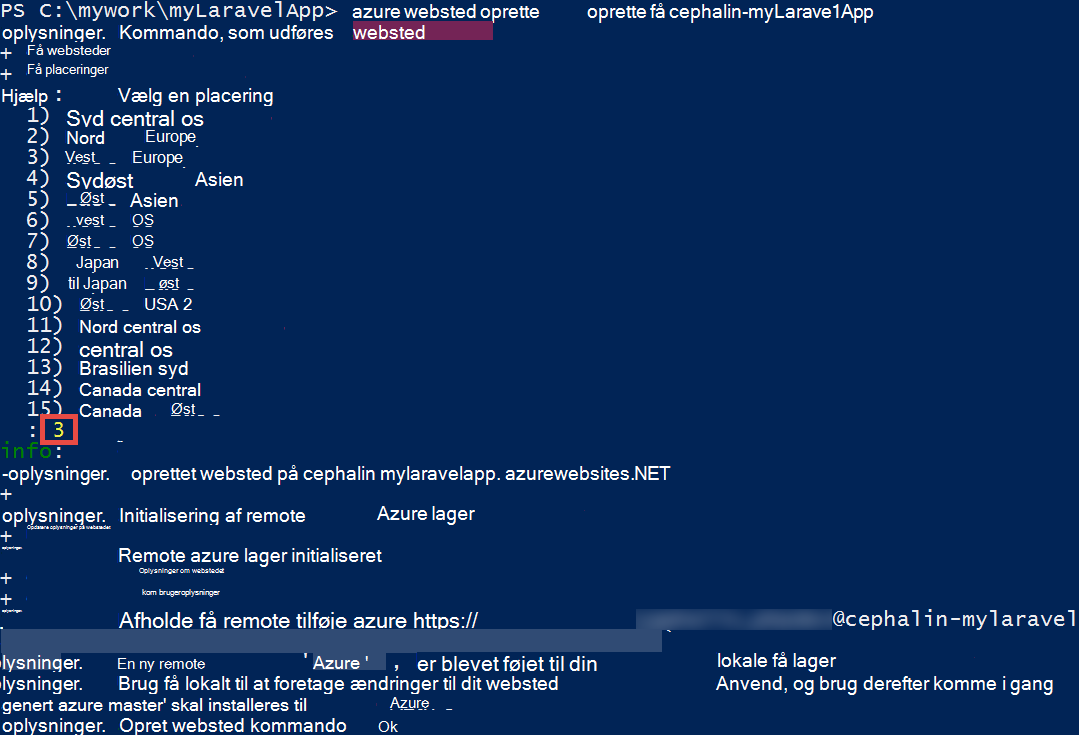 PS C:\mywork\myLaravelApp> azure websted oprette oprette få cephalin-myLarave1App
oplysninger. Kommando, som udføres websted
+ Få websteder
+ Få placeringer
Hjælp : Vælg en placering
1) Syd central os
2) Nord Europe
3) Vest Europe
4) Sydøst Asien
5) Øst Asien
6) vest OS
7) Øst OS
8) Japan Vest
9) til Japan øst
10) Øst USA 2
11) Nord central os
12) central os
13) Brasilien syd
14) Canada central
15) Canada Øst
: 3
info:
-oplysninger. oprettet websted på cephalin mylaravelapp. azurewebsites.NET
+
oplysninger. Initialisering af remote Azure lager
Opdatere oplysninger på webstedet
+
oplysninger.
Remote azure lager initialiseret
+ Oplysninger om webstedet
+ kom brugeroplysninger
oplysninger.
Afholde få remote tilføje azure https:// @cephalin-mylaravel
lysninger. En ny remote ' Azure ' , er blevet føjet til din lokale få lager
lysninger. Brug få lokalt til at foretage ændringer til dit websted Anvend, og brug derefter komme i gang
genert azure master' skal installeres til Azure
oplysninger. Opret websted kommando Ok